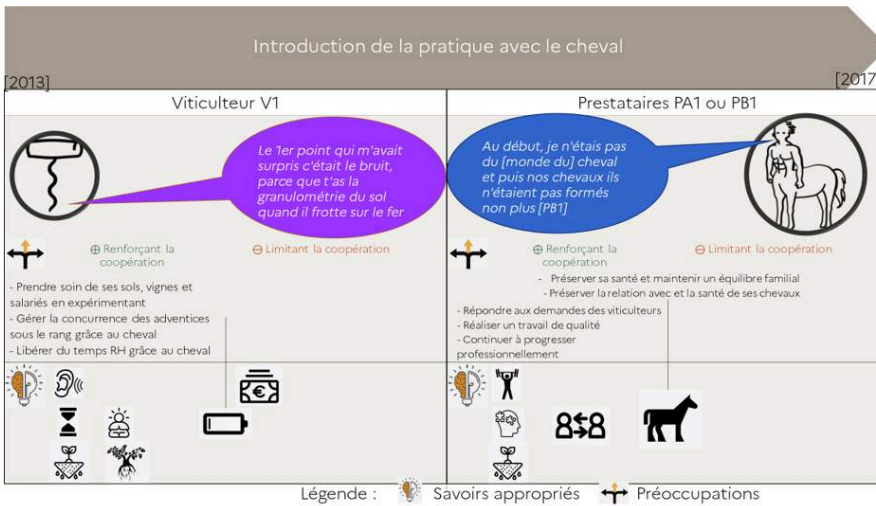 Introduction de la pratique avec le cheval
[2013]
[2017]
Viticulteur V1
Prestataires PA1 ou PB1
Le 1er point qui m'avait
surpris c'était le bruit,
parce que t'as la
granulométrie du sol
quand il frotte sur le fer
Au début, je n'étais pas
du [monde du] cheval
et puis nos chevaux ils
n'étaient pas formés
non plus [PB1]
⊕ Renforçant la
coopération
⊖ Limitant la coopération
- Prendre soin de ses sols, vignes et
salariés en expérimentant
- Gérer la concurrence des adventices
sous le rang grâce au cheval
- Libérer du temps RH grâce au cheval
⊕ Renforçant la
coopération
⊖ Limitant la coopération
- Préserver sa santé et maintenir un équilibre familial
- Préserver la relation avec et la santé de ses chevaux
- Répondre aux demandes des viticulteurs
- Réaliser un travail de qualité
- Continuer à progresser
professionnellement
€
Légende : Savoirs appropriés Préoccupations